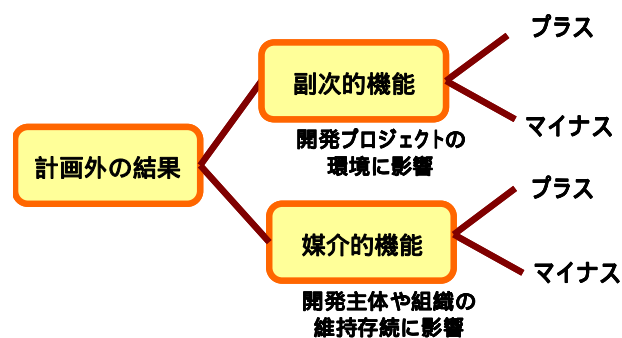 計画外の結果
副次的機能
開発プロジェクトの
環境に影響
プラス
マイナス
媒介的機能
開発主体や組織の
維持存続に影響
プラス
マイナス